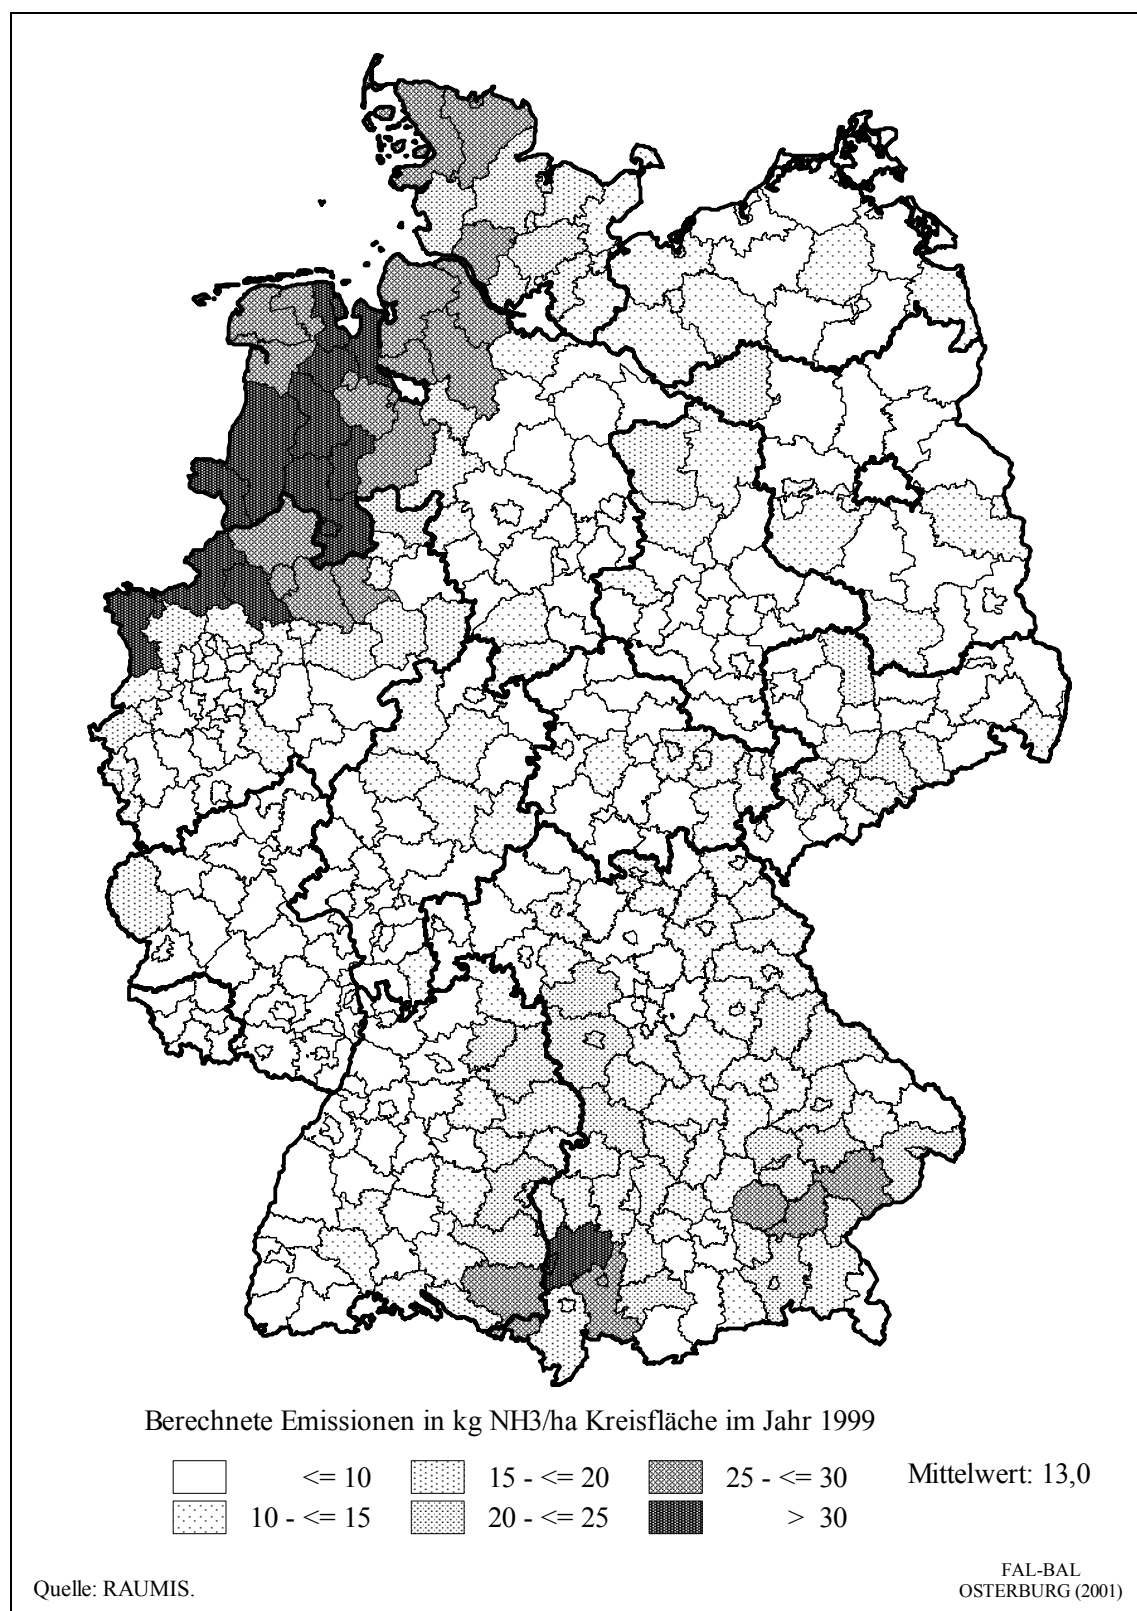 Berechnete Emissionen in kg NH3/ha Kreisfläche im Jahr 1999
<= 10 15 - <= 20 25 - <= 30 Mittelwert: 13,0
10 - <= 15 20 - <= 25 > 30
Quelle: RAUMIS.
FAL-BAL
OSTERBURG (2001)